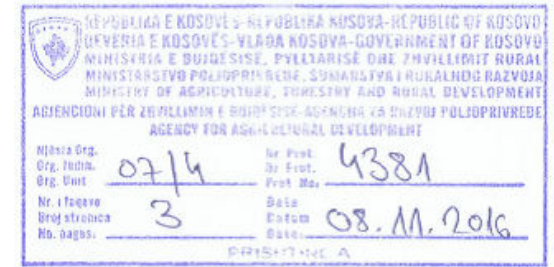 REPUBLIKA E KOSOVËS-REPUBLIKA KOSOVA-REPUBLIC OF KOSOVO
QEVERIA E KOSOVËS-VLADA KOSOVA-GOVERNMENT OF KOSOVO
MINISTRIA E BUJQËSISË, PYLLTARISË DHE ZHVILLIMIT RURAL
MINISTARSTVO POLJOPRIVREDE, ŠUMARSTVA I RURALNOG RAZVOJA
MINISTRY OF AGRICULTURE, FORESTRY AND RURAL DEVELOPMENT
AGJENCIONI PËR ZHVILLIMIN E BUJQËSISË-AGENCIJA ZA RAZVOJ POLJOPRIVREDE
AGENCY FOR AGRICULTURAL DEVELOPMENT
Njësia Org.
Org. Jedin.
Org. Unit
07/4
Nr. Prot.
Br. Prot.
Prot. No.
4381
Nr. i faqeve
Broj stranica
No. pages.
3
Data
Datum
Date.
08.11.2016
PRISHTINË A